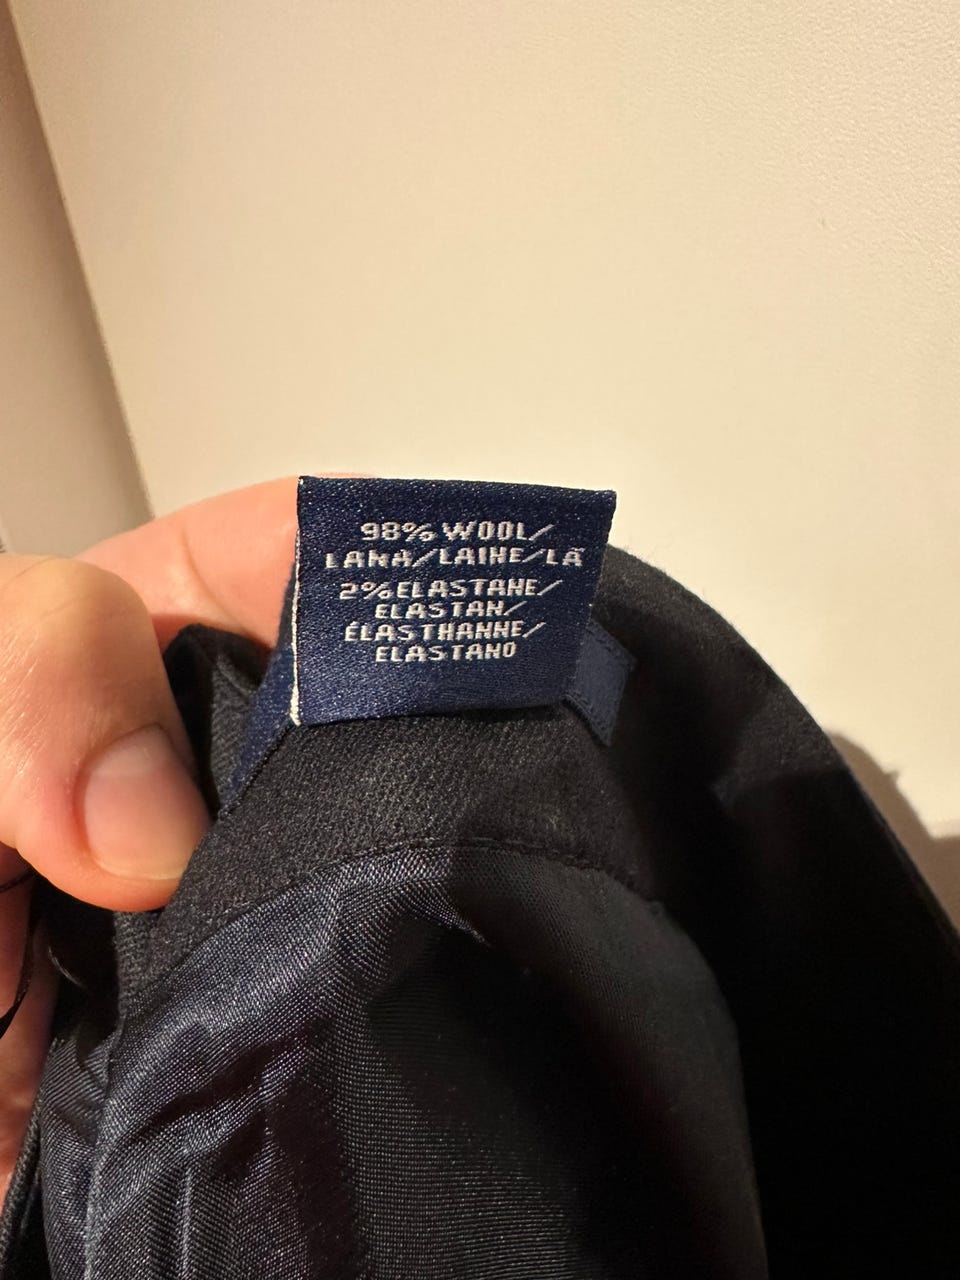 98% WOOL/
LANA/LAINE/LÃ
2% ELASTANE/
ELASTAN/
ÉLASTHANNE/
ELASTANO